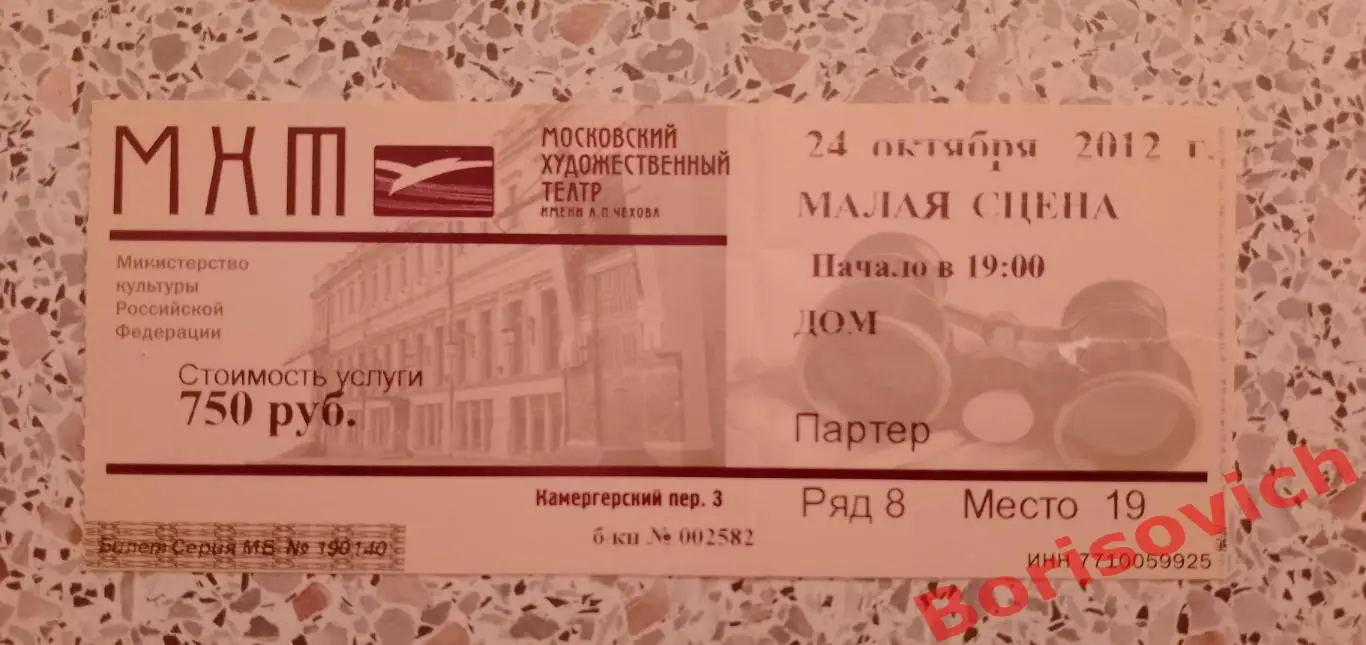 МХТ
МОСКОВСКИЙ
ХУДОЖЕСТВЕННЫЙ
ТЕАТР
ИМЕНИ А.П. ЧЕХОВА
Министерство
культуры
Российской
Федерации
Стоимость услуги
750 руб.
Камергерский пер. 3
б-ки № 002582
Билет Серия МБ № 190140
24 октября 2012 г.
МАЛАЯ СЦЕНА
Начало в 19:00
ДОМ
Партер
Ряд 8 Место 19
ИНН 7710059925
Borisovich